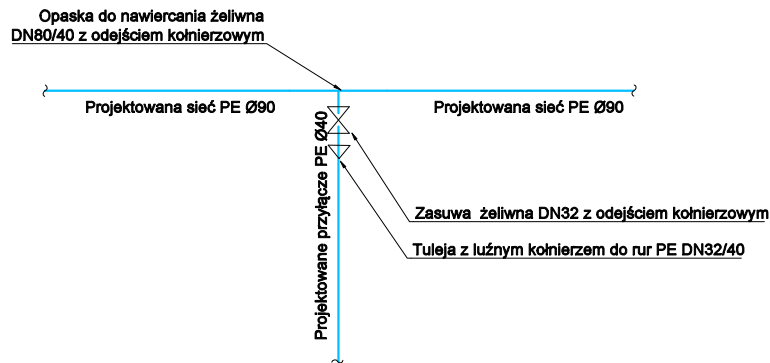 Opaska do nawiercania żeliwna
DN80/40 z odejściem kołnierzowym
Projektowana sieć PE Ø90
Projektowana sieć PE Ø90
Projektowane przyłącze PE Ø40
Zasuwa żeliwna DN32 z odejściem kołnierzowym
Tuleja z luźnym kołnierzem do rur PE DN32/40